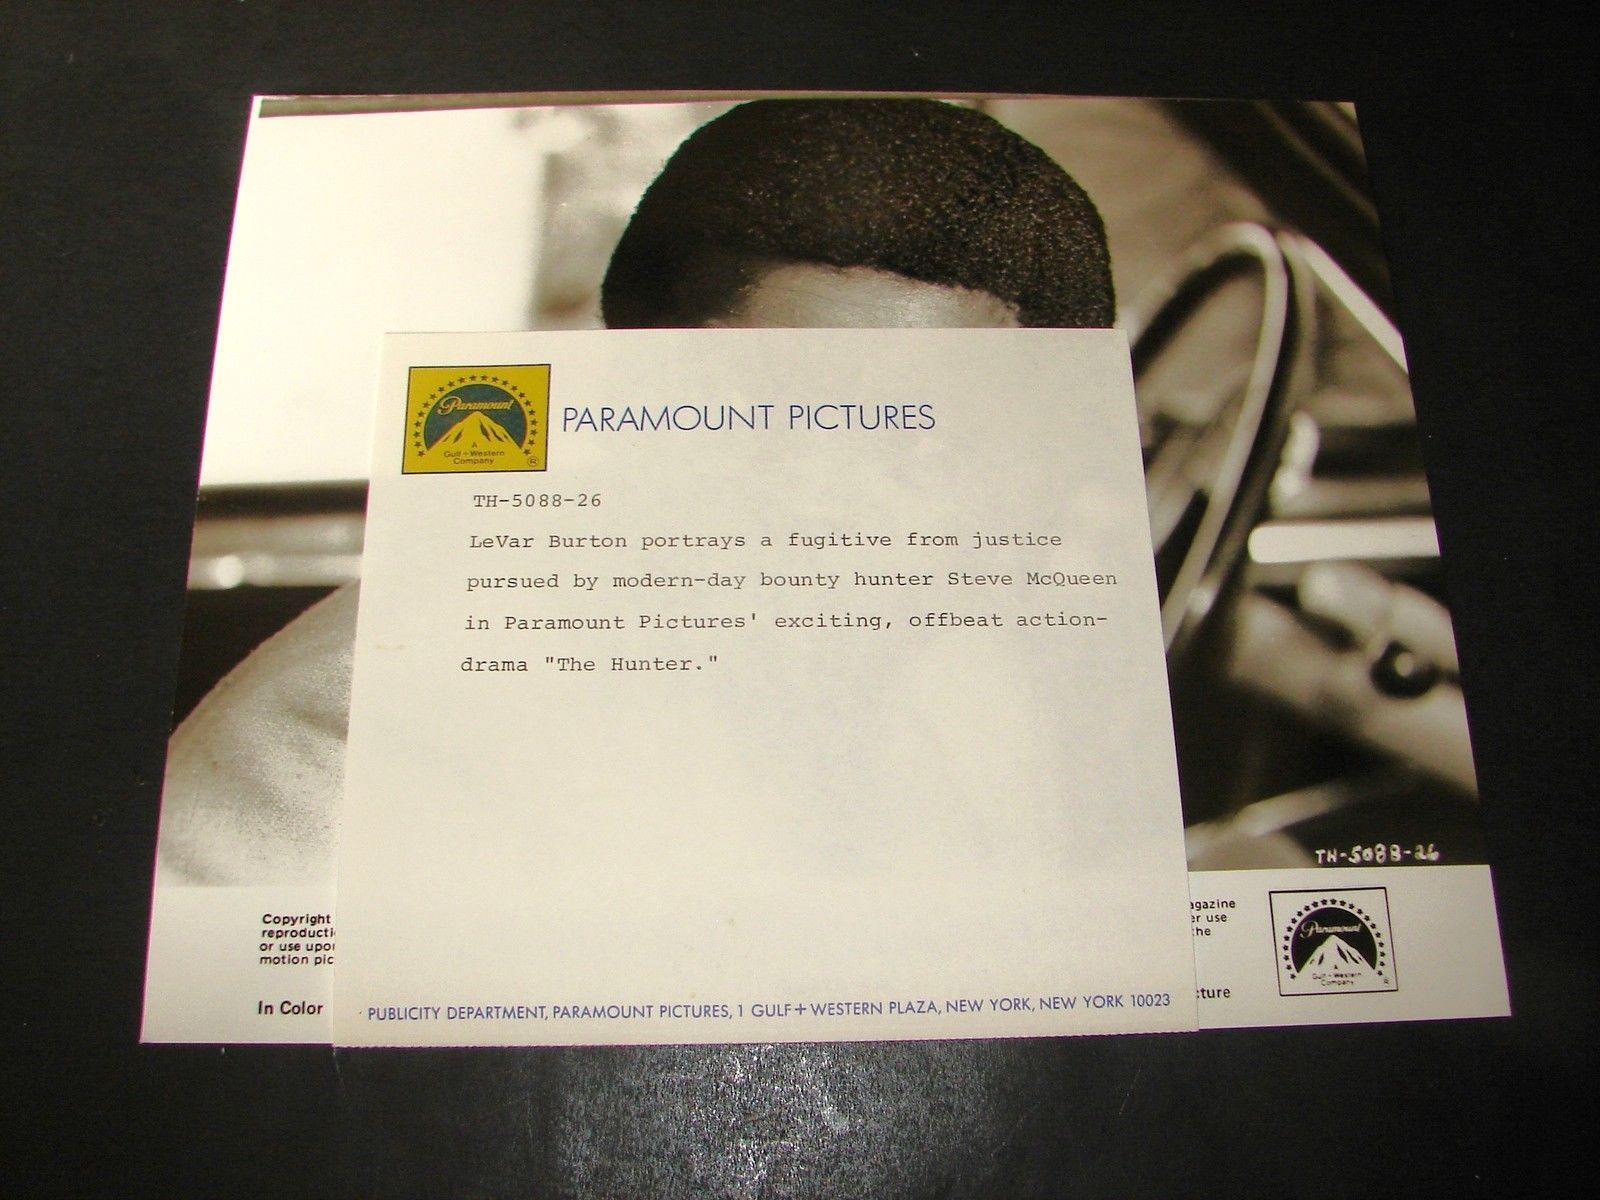 Paramount
A
Gulf+Western
Company
®
PARAMOUNT PICTURES
TH-5088-26
LeVar Burton portrays a fugitive from justice
pursued by modern-day bounty hunter Steve McQueen
in Paramount Pictures' exciting, offbeat action-
drama "The Hunter."
PUBLICITY DEPARTMENT, PARAMOUNT PICTURES, 1 GULF+WESTERN PLAZA, NEW YORK, NEW YORK 10023
TH-5088-26
Copyright
reproducti
or use upon
motion pic
In Color
agazine
er use
the
cture
Paramount
A
Gulf+Western
Company
®